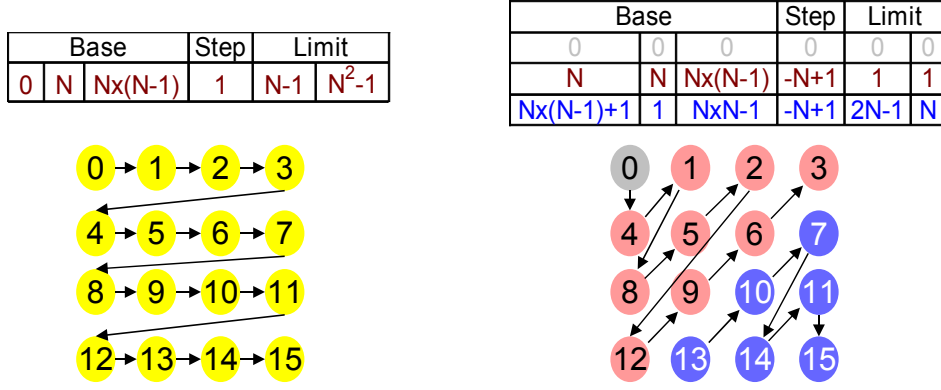 Base Step Limit
0 N Nx(N-1) 1 N-1 N²-1
0 1 2 3
4 5 6 7
8 9 10 11
12 13 14 15
Base Step Limit
0 0 0 0 0 0
N N Nx(N-1) -N+1 1 1
Nx(N-1)+1 1 NxN-1 -N+1 2N-1 N
0 1 2 3
4 5 6 7
8 9 10 11
12 13 14 15